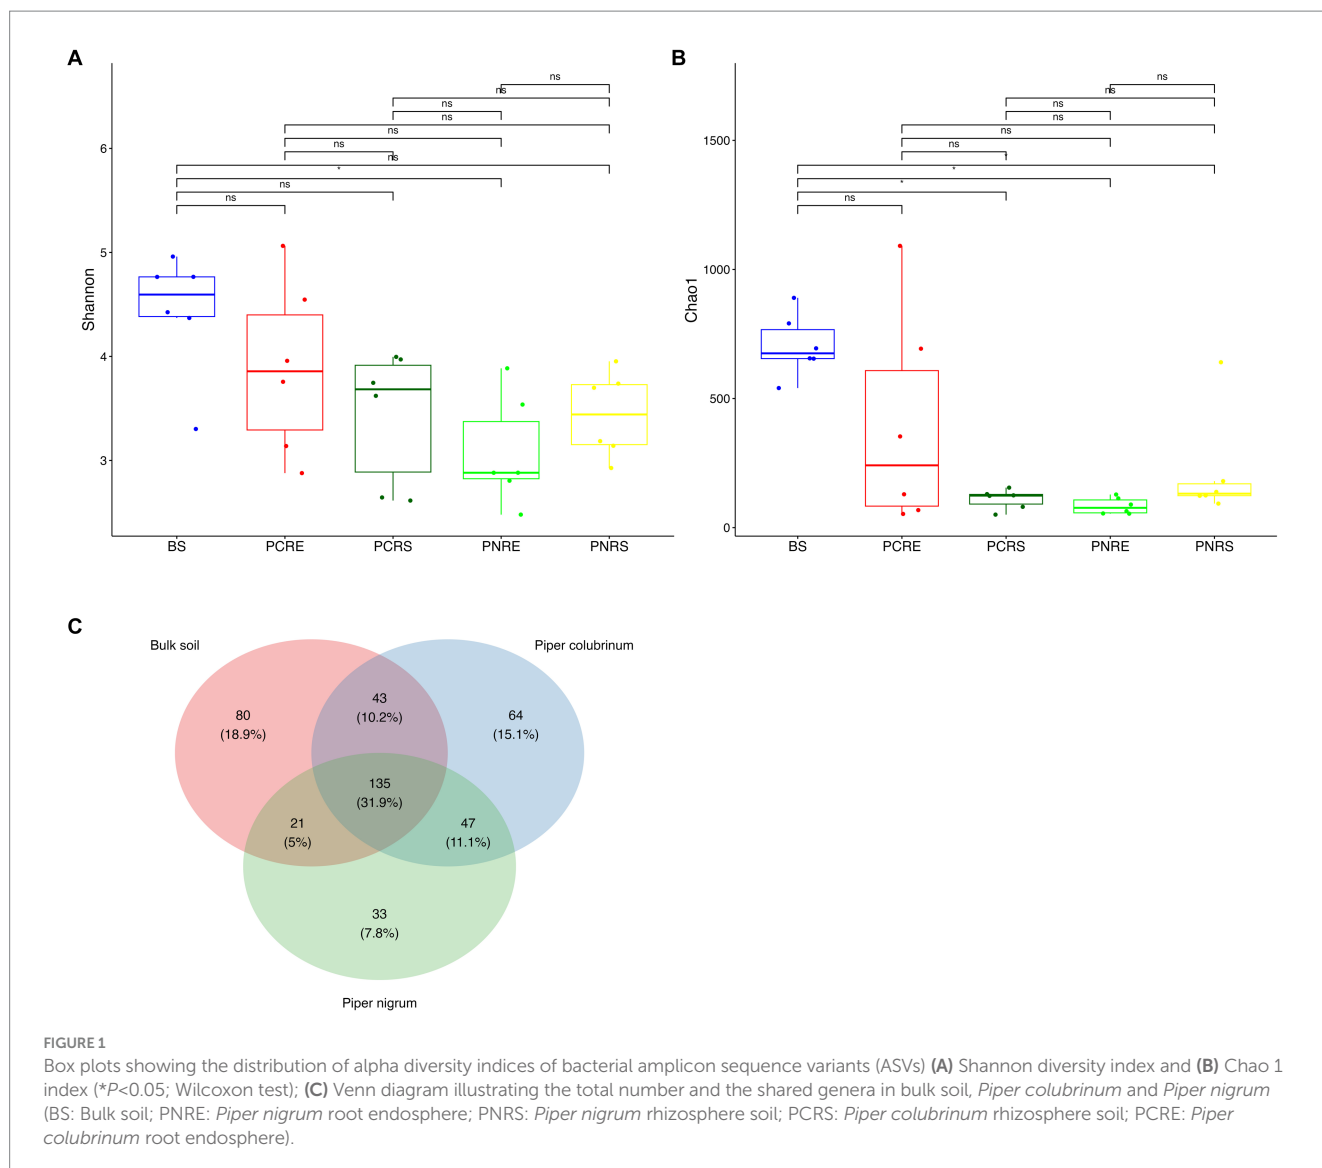 A
ns
ns
ns
ns
ns
ns
ns
*
ns
ns
6
5
4
3
Shannon
BS
PCRE
PCRS
PNRE
PNRS
B
ns
ns
ns
ns
ns
ns
*
*
ns
1500
1000
500
0
Chao1
BS
PCRE
PCRS
PNRE
PNRS
C
Bulk soil
Piper colubrinum
43
(10.2%)
80
(18.9%)
64
(15.1%)
135
(31.9%)
21
(5%)
47
(11.1%)
33
(7.8%)
Piper nigrum
FIGURE 1
Box plots showing the distribution of alpha diversity indices of bacterial amplicon sequence variants (ASVs) (A) Shannon diversity index and (B) Chao 1
index (*P<0.05; Wilcoxon test); (C) Venn diagram illustrating the total number and the shared genera in bulk soil, Piper colubrinum and Piper nigrum
(BS: Bulk soil; PNRE: Piper nigrum root endosphere; PNRS: Piper nigrum rhizosphere soil; PCRS: Piper colubrinum rhizosphere soil; PCRE: Piper
colubrinum root endosphere).